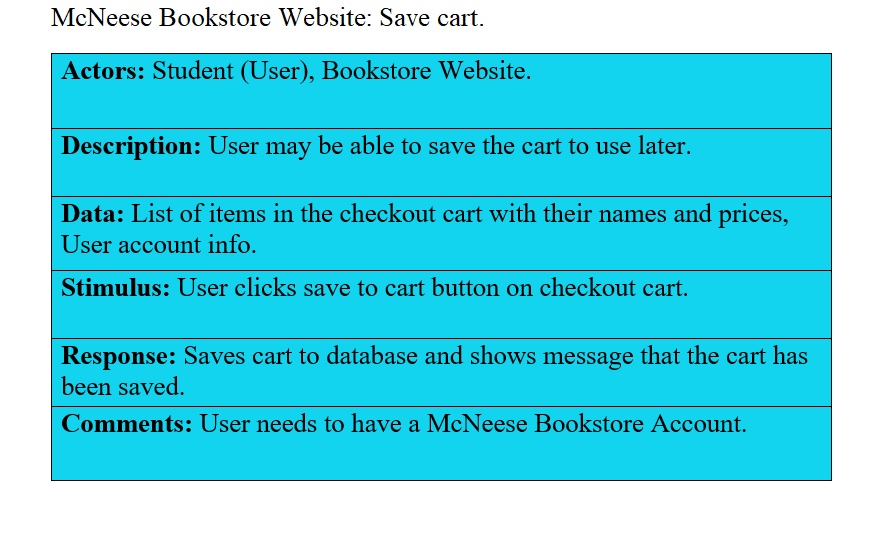 McNeese Bookstore Website: Save cart.
Actors: Student (User), Bookstore Website.
Description: User may be able to save the cart to use later.
Data: List of items in the checkout cart with their names and prices,
User account info.
Stimulus: User clicks save to cart button on checkout cart.
Response: Saves cart to database and shows message that the cart has
been saved.
Comments: User needs to have a McNeese Bookstore Account.